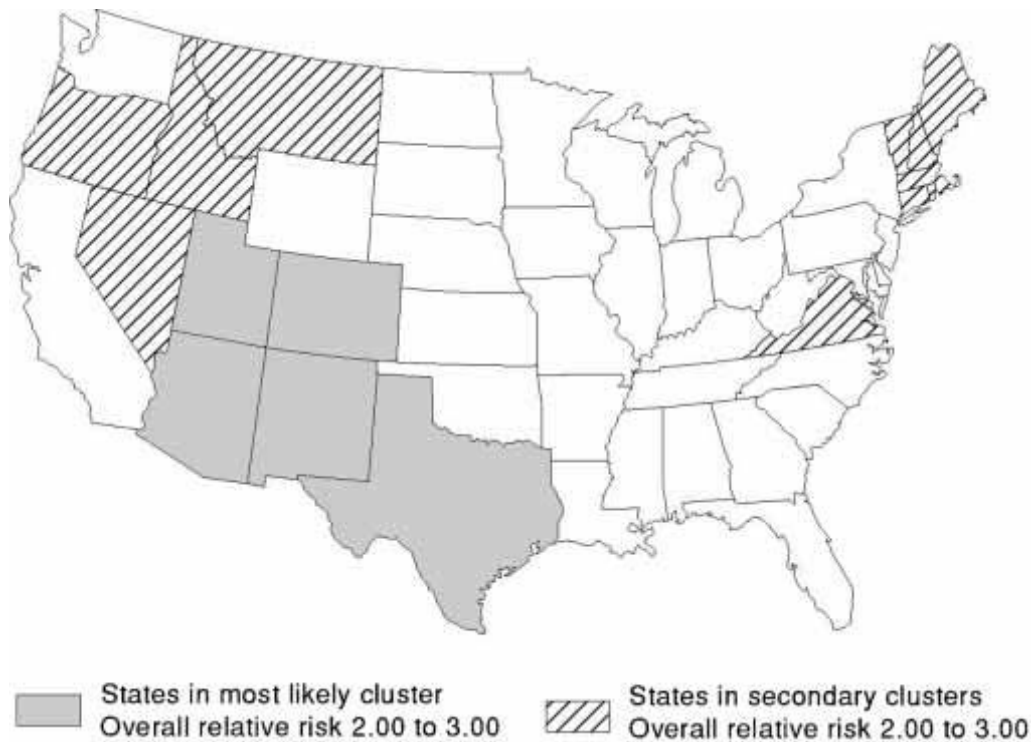 States in most likely cluster
Overall relative risk 2.00 to 3.00
States in secondary clusters
Overall relative risk 2.00 to 3.00